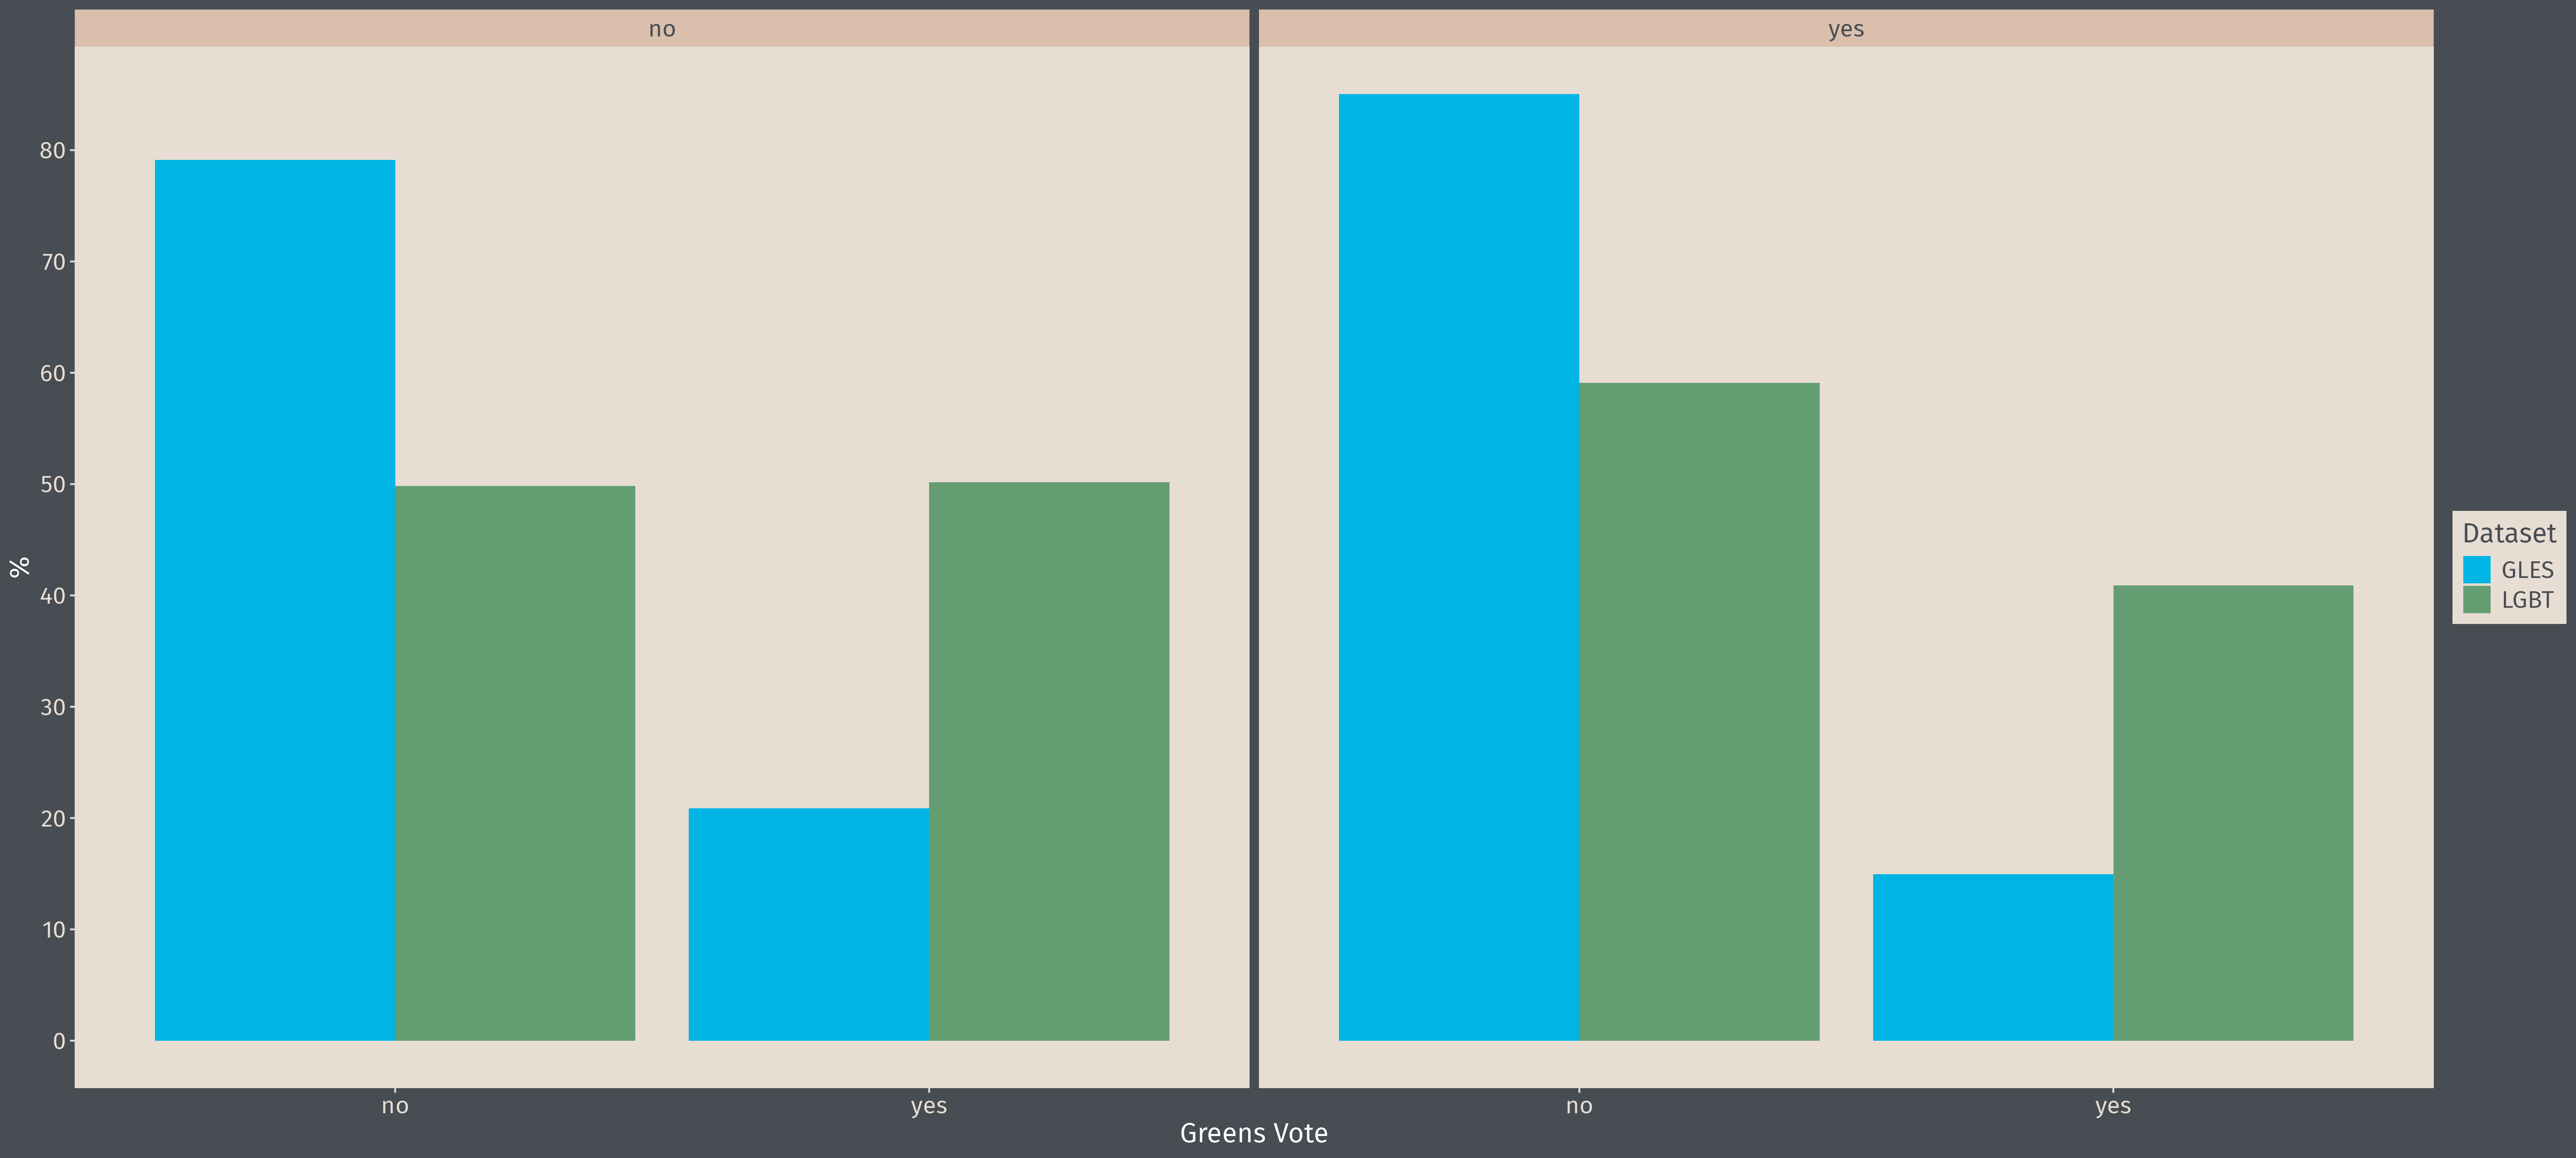 no
yes
80
70
60
50
40
30
20
10
0
%
no
yes
no
yes
Greens Vote
Dataset
GLES
LGBT